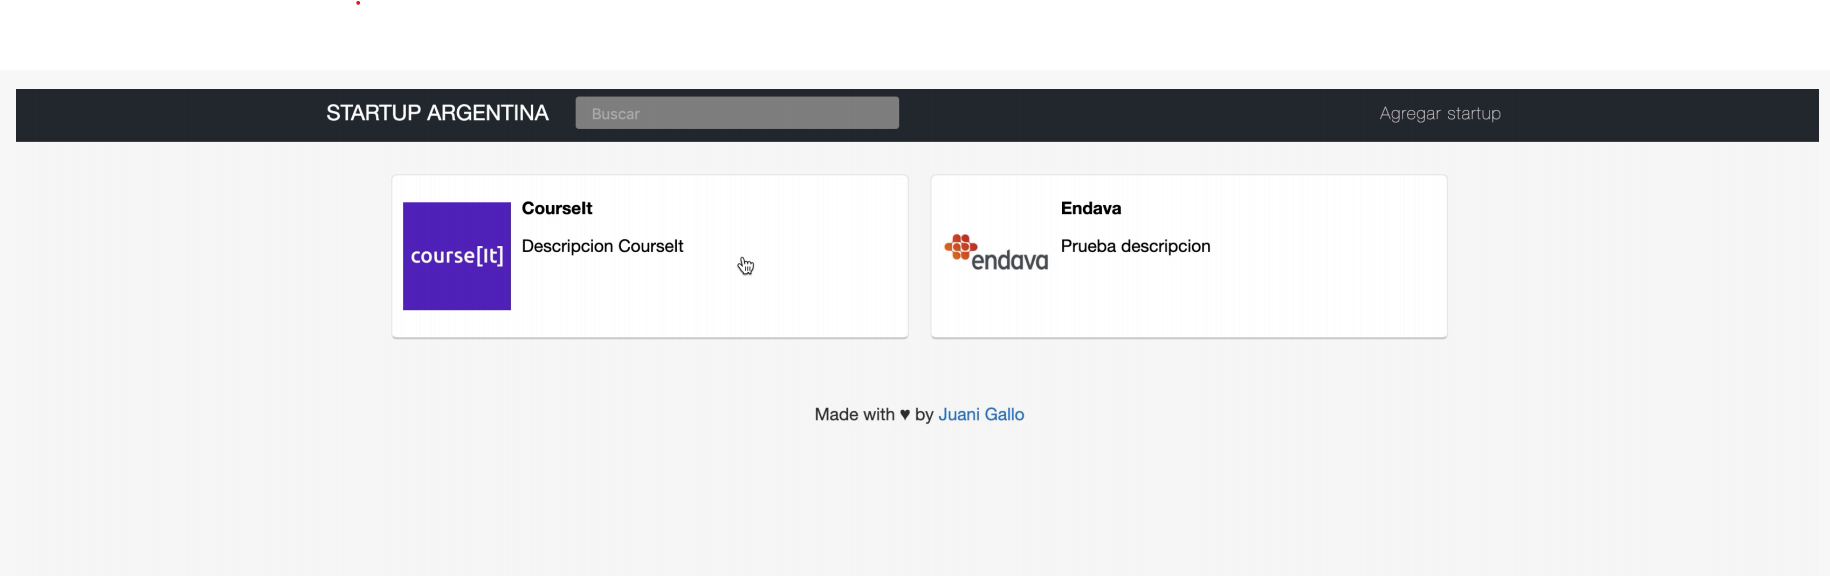 STARTUP ARGENTINA
Buscar
Agregar startup
CourseIt
course[It]
Descripcion CourseIt
Endava
endava
Prueba descripcion
Made with ♥ by Juani Gallo